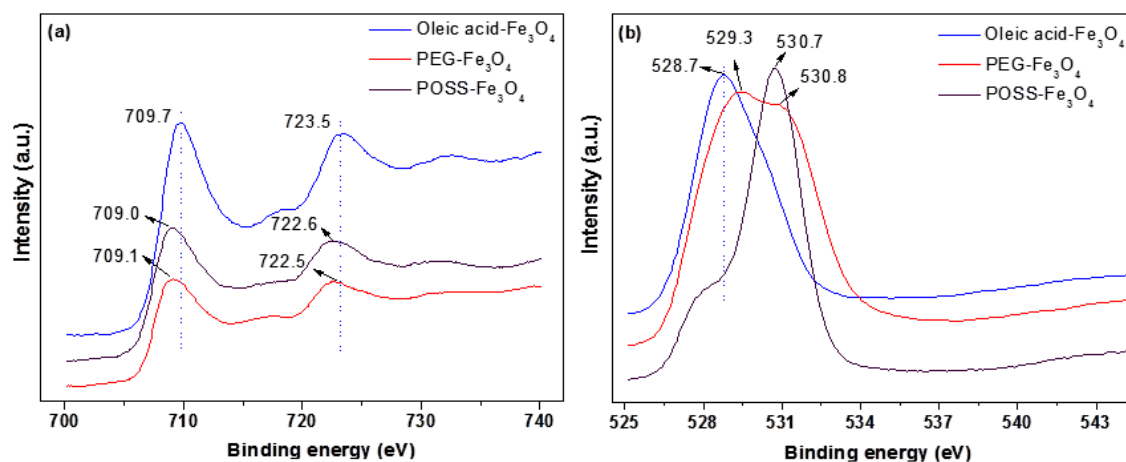 (a)
Oleic acid-Fe₃O₄
PEG-Fe₃O₄
POSS-Fe₃O₄
709.7
723.5
709.0
722.6
709.1
722.5
Intensity (a.u.)
700
710
720
730
740
Binding energy (eV)
(b)
529.3
530.7
Oleic acid-Fe₃O₄
528.7
PEG-Fe₃O₄
530.8
POSS-Fe₃O₄
Intensity (a.u.)
525
528
531
534
537
540
543
Binding energy (eV)